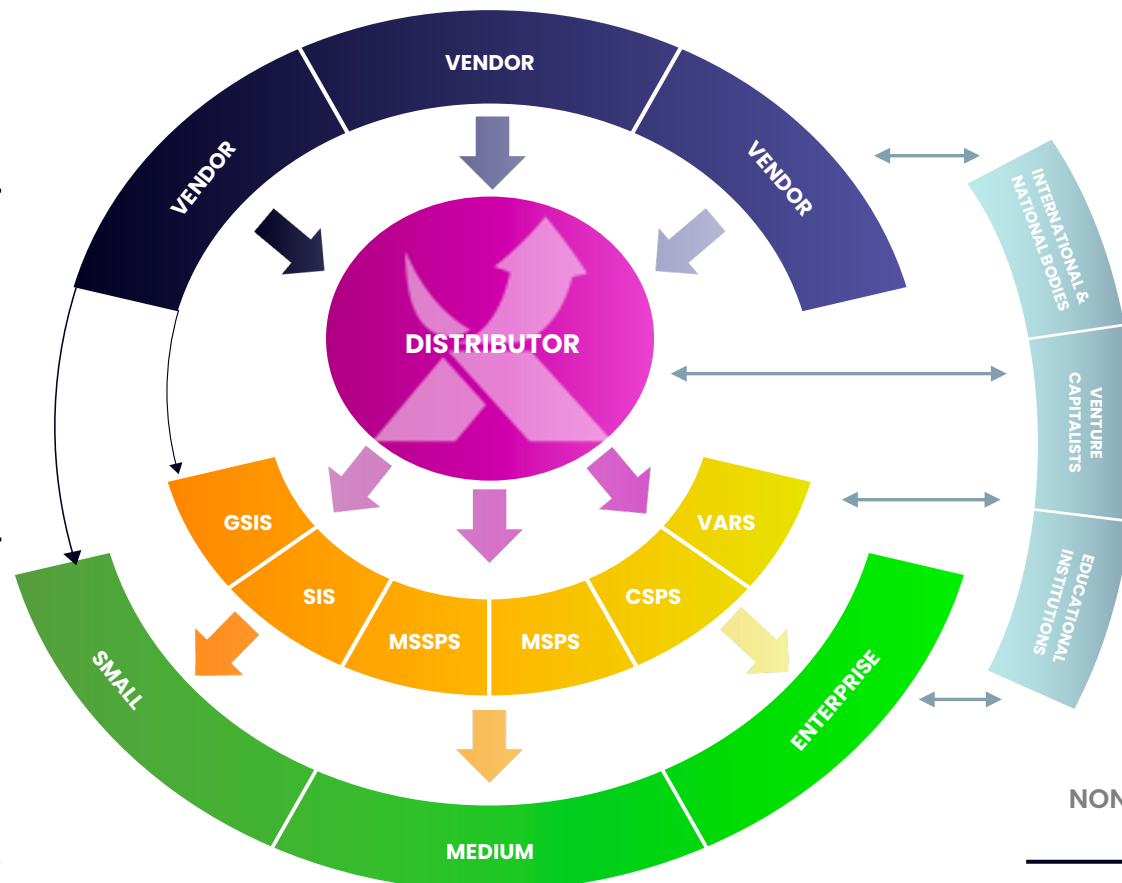 VENDOR
VENDOR
VENDOR
INTERNATIONAL &
NATIONAL BODIES
DISTRIBUTOR
VENTURE
CAPITALISTS
GSIS
VARS
SIS
CSPS
MSSPS
MSPS
EDUCATIONAL
INSTITUTIONS
SMALL
ENTERPRISE
MEDIUM
NON